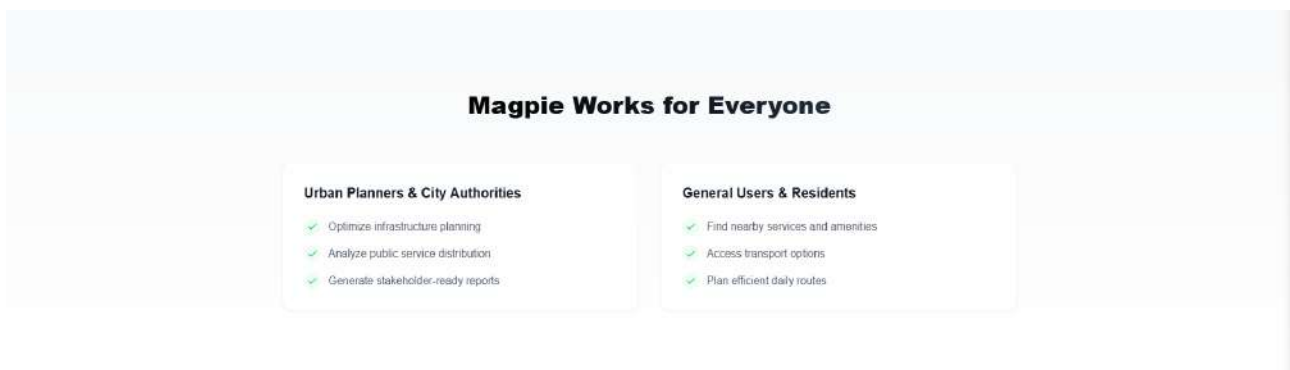 Magpie Works for Everyone
Urban Planners & City Authorities
Optimize infrastructure planning
Analyze public service distribution
Generate stakeholder-ready reports
General Users & Residents
Find nearby services and amenities
Access transport options
Plan efficient daily routes